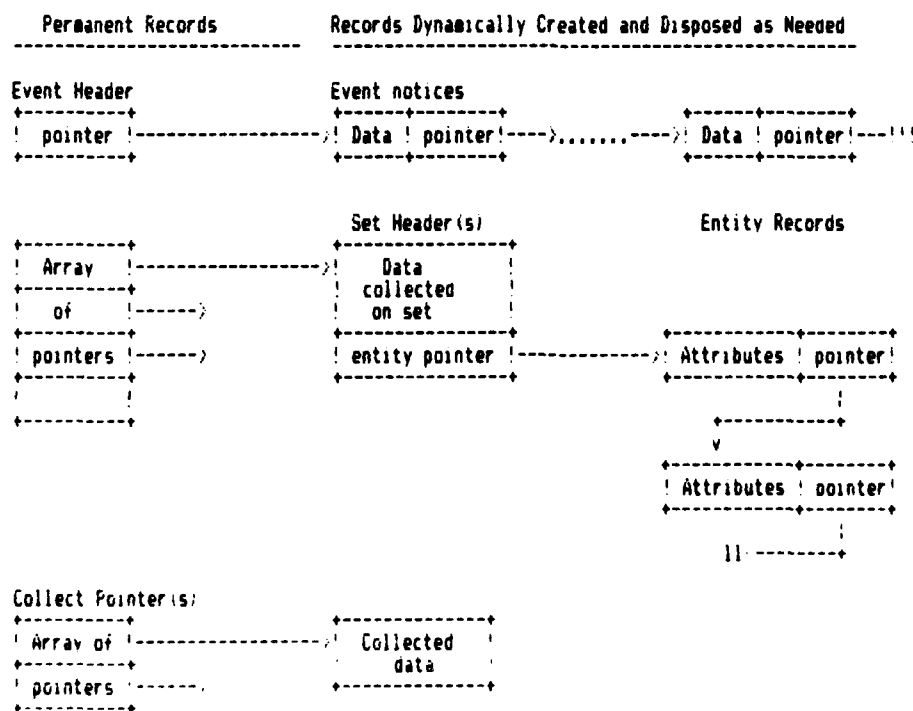 Permanent Records Records Dynamically Created and Disposed as Needed
Event Header Event notices
pointer Data pointer Data pointer
Set Header(s) Entity Records
Array Data
collected
of on set
pointers entity pointer Attributes pointer
v
Attributes pointer
Collect Pointer(s)
Array of Collected
data
pointers